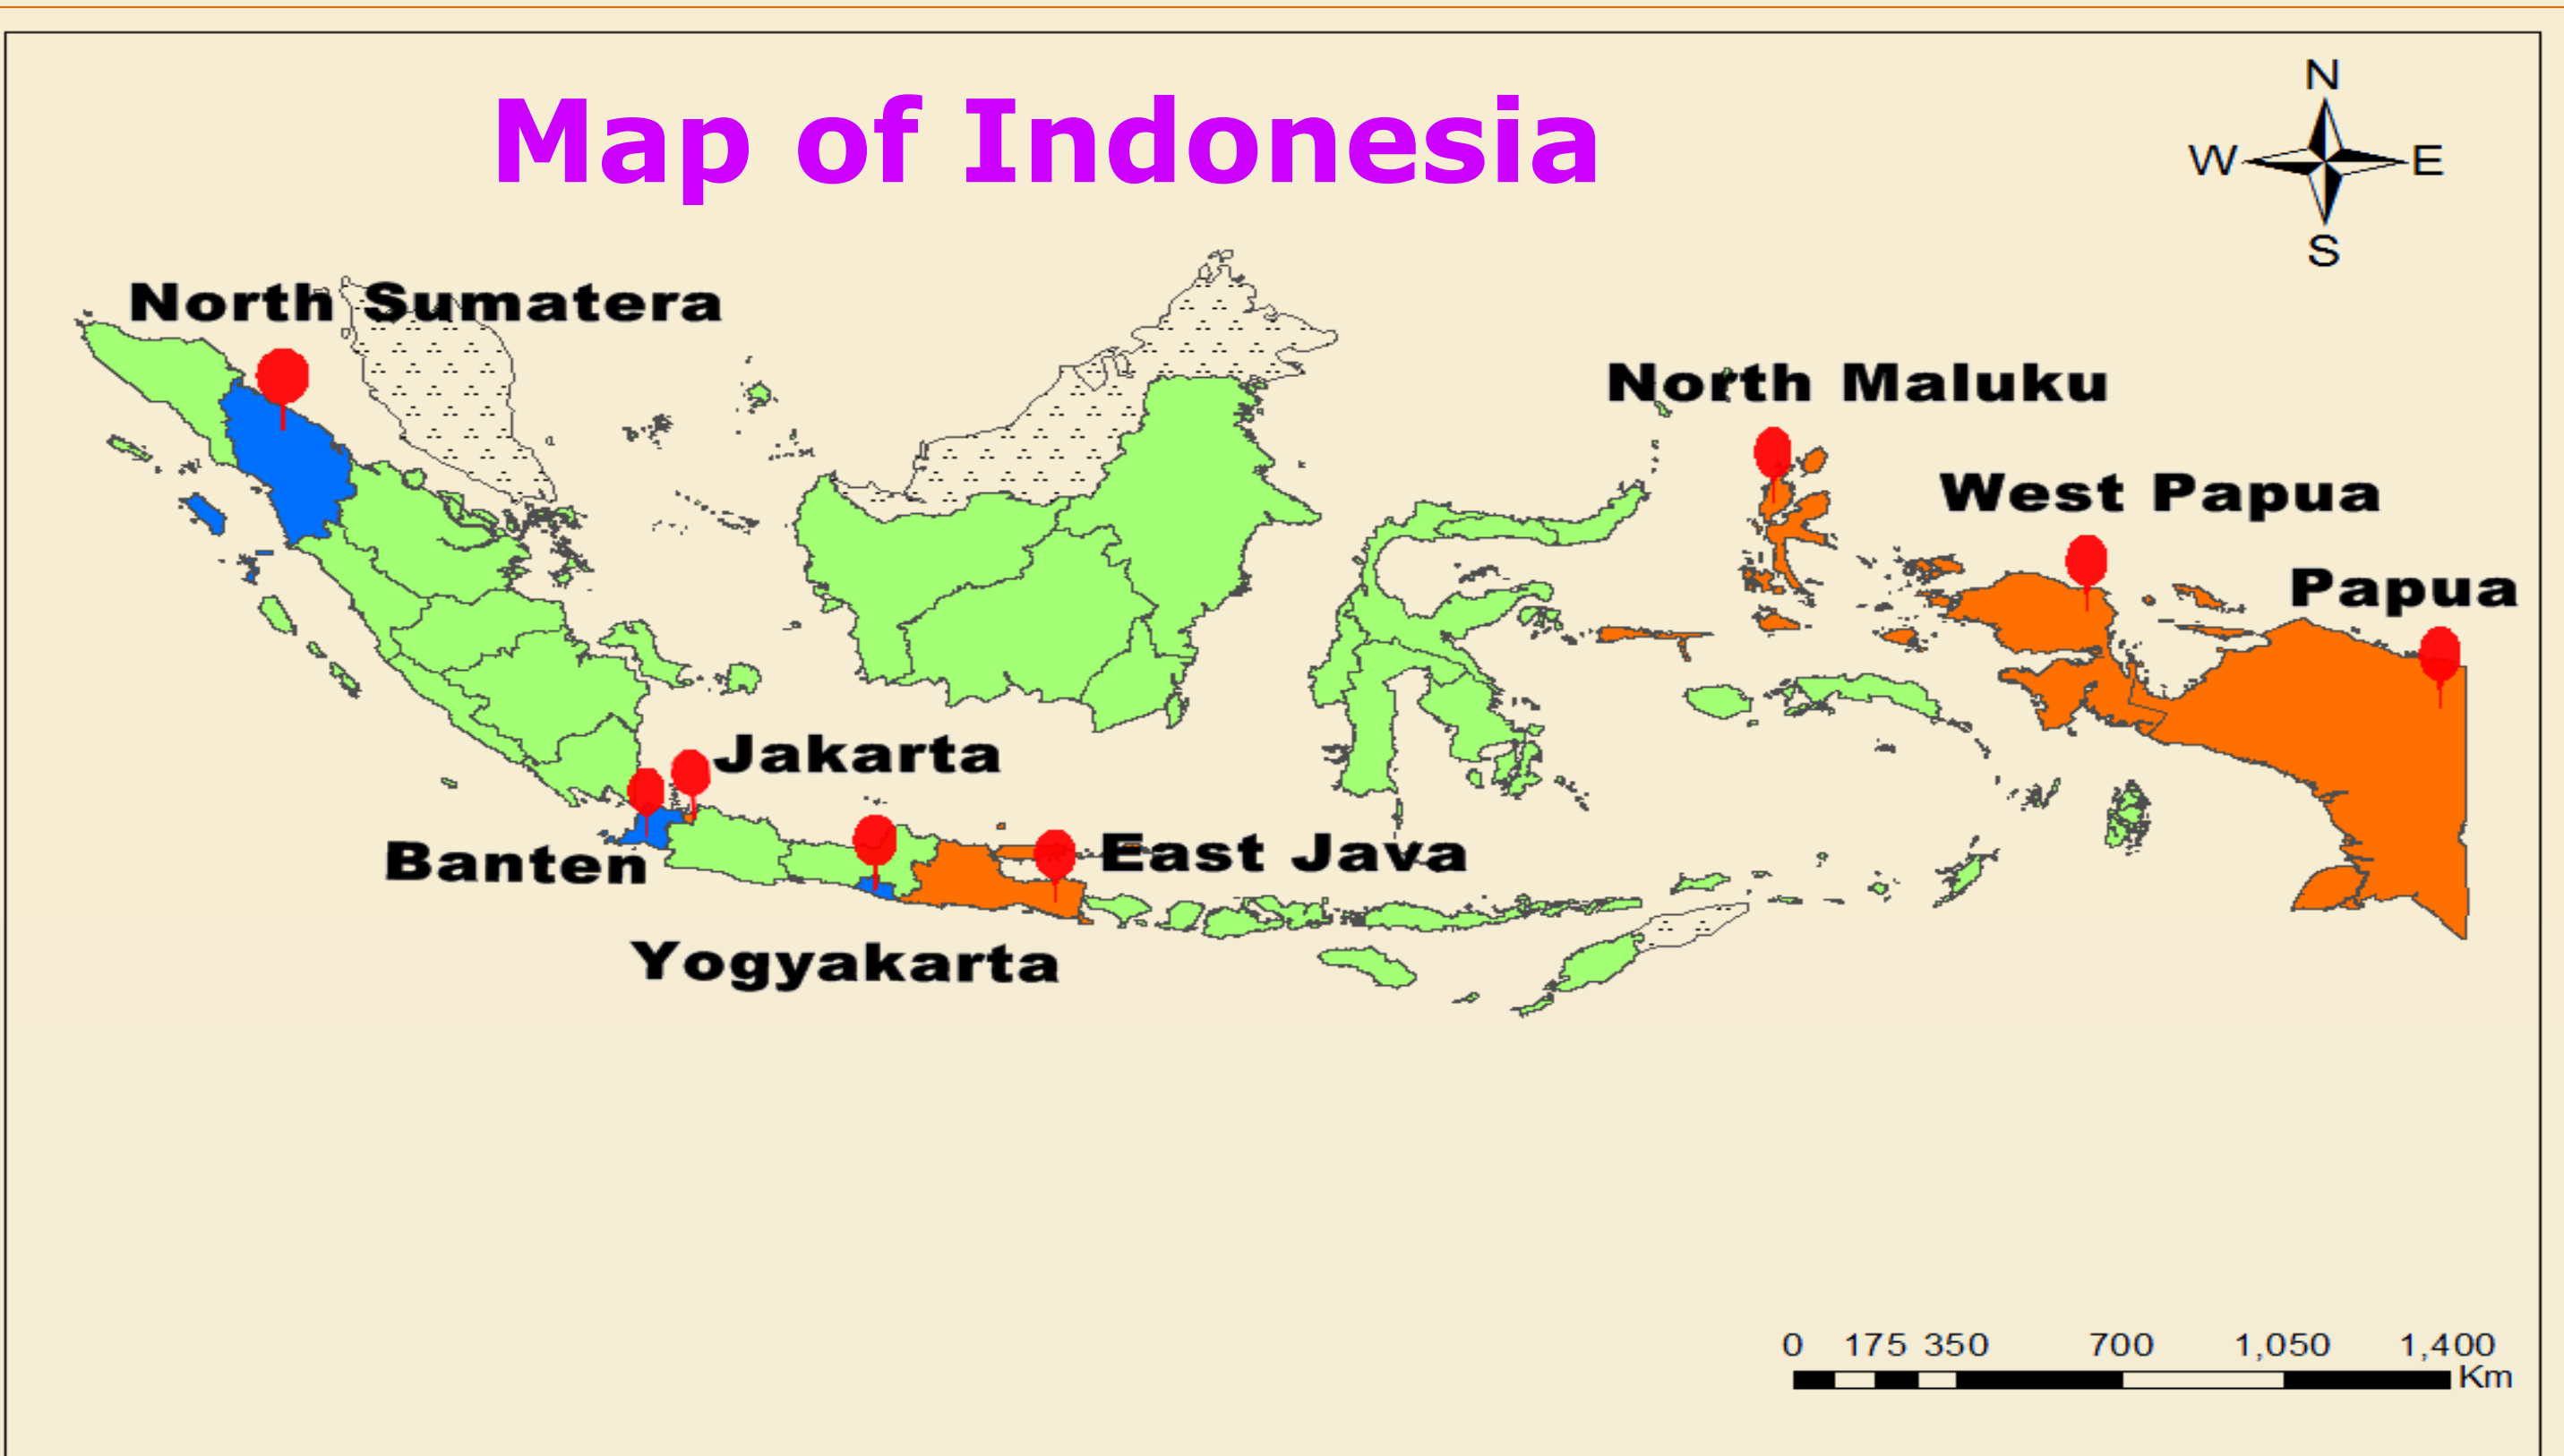 Map of Indonesia
N
W E
S
North Sumatera
North Maluku
West Papua
Papua
Jakarta
Banten
East Java
Yogyakarta
0 175 350 700 1,050 1,400
Km